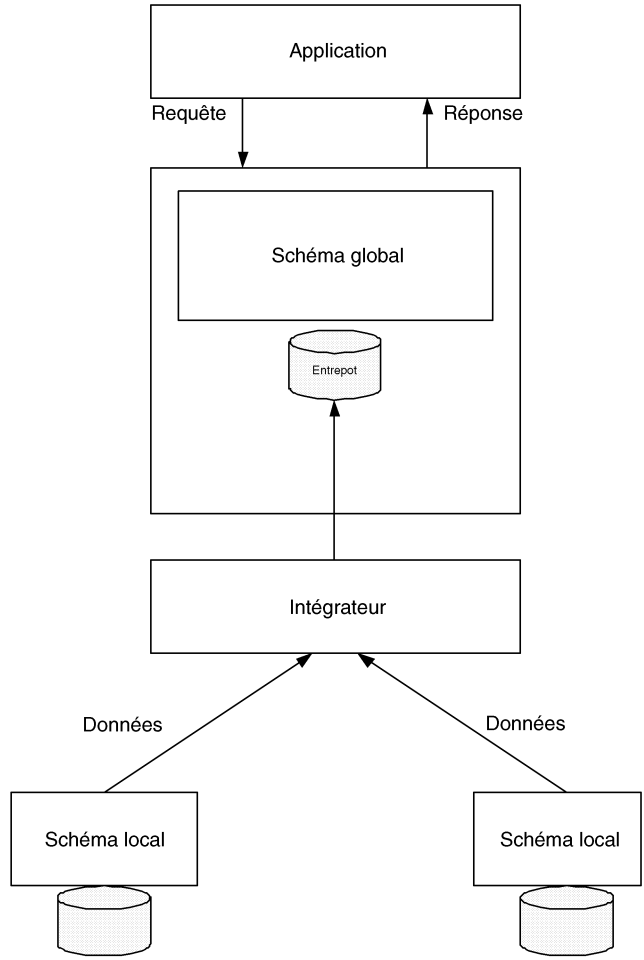 Application
Requête
Réponse
Schéma global
Entrepot
Intégrateur
Données
Données
Schéma local
Schéma local